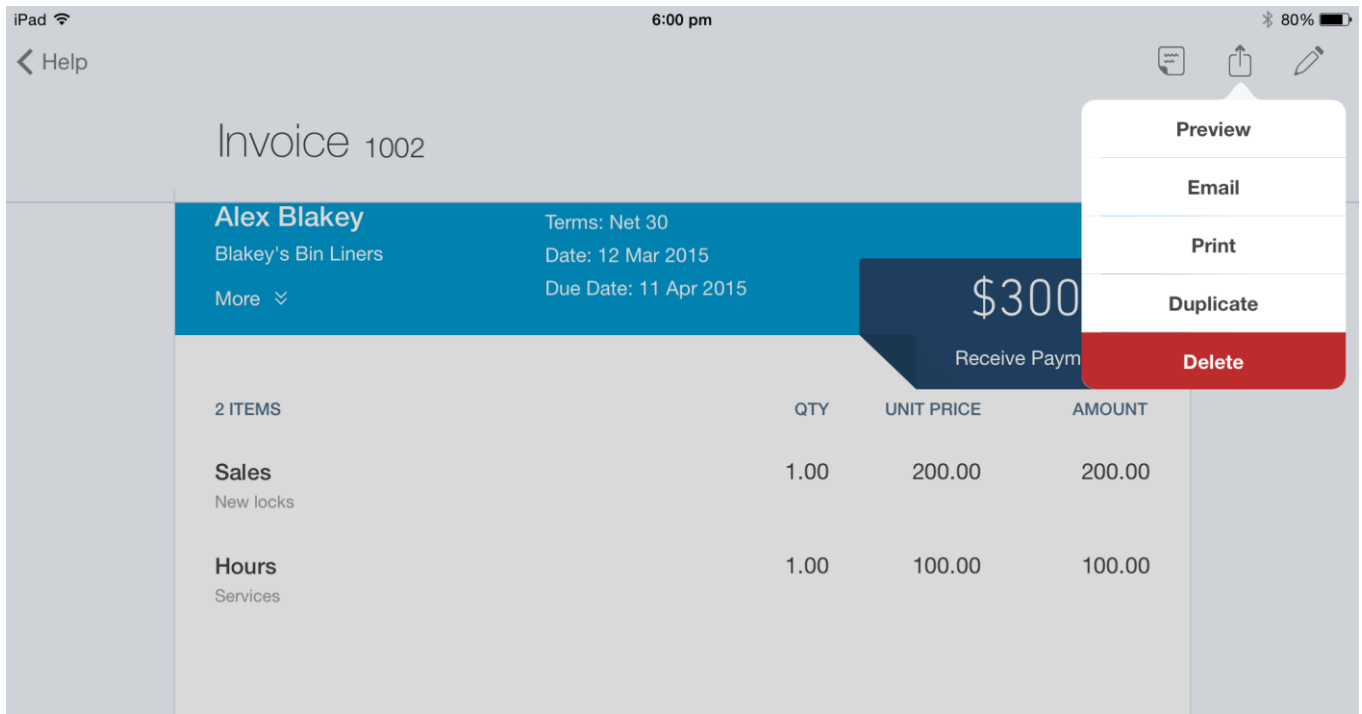 iPad 6:00 pm 80%
Help
Invoice 1002
Preview
Email
Print
Duplicate
Delete
Alex Blakey
Blakey's Bin Liners
More
Terms: Net 30
Date: 12 Mar 2015
Due Date: 11 Apr 2015
$300
Receive Paym
2 ITEMS QTY UNIT PRICE AMOUNT
Sales 1.00 200.00 200.00
New locks
Hours 1.00 100.00 100.00
Services